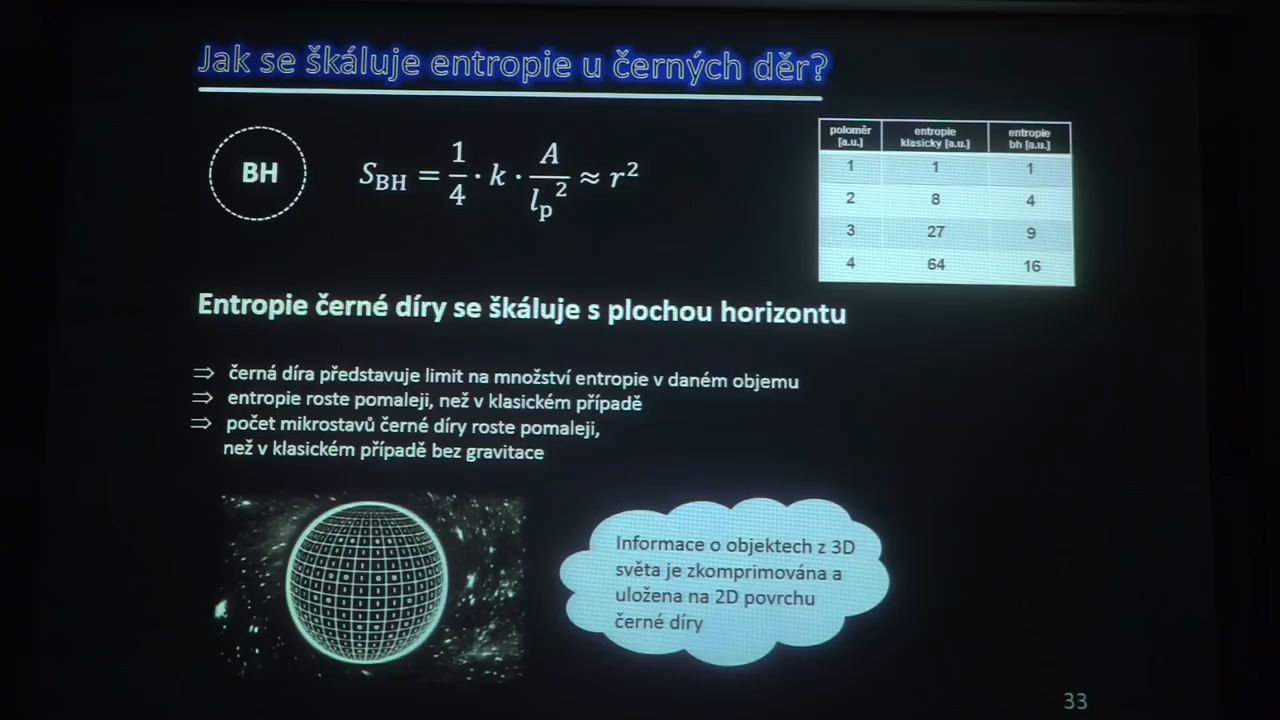 Jak se škáluje entropie u černých děr?
BH
S_BH = 1/4 · k · A/l_p² ≈ r²
poloměr [a.u.] entropie klasicky [a.u.] entropie bh [a.u.]
1 1 1
2 8 4
3 27 9
4 64 16
Entropie černé díry se škáluje s plochou horizontu
⇒ černá díra představuje limit na množství entropie v daném objemu
⇒ entropie roste pomaleji, než v klasickém případě
⇒ počet mikrostavů černé díry roste pomaleji,
než v klasickém případě bez gravitace
Informace o objektech z 3D
světa je zkomprimována a
uložena na 2D povrchu
černé díry
33